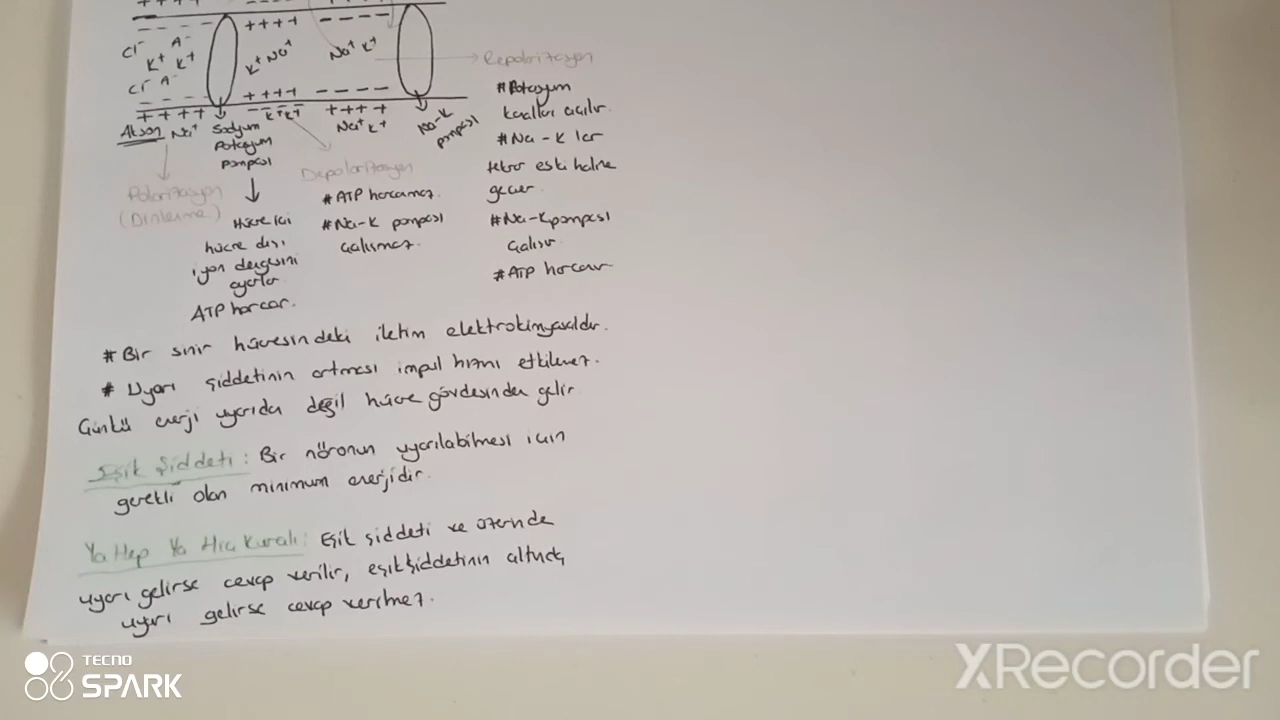 ++++
----
++++
----
Cl⁻ A⁻
K⁺ K⁺
Cl⁻ A⁻
K⁺ Na⁺
Na⁺ K⁺
----
++++
++++
----
K⁺ K⁺
----
++++
Na⁺ K⁺
Akson Na⁺
Sodyum
Potasyum
pompası
Na-K
pompası
Polarizasyon
(Dinlenme)
Hücre içi
hücre dışı
iyon dengesini
ayarlar
ATP harcar.
Depolarizasyon
#ATP harcamaz.
#Na-K pompası
çalışmaz.
Repolarizasyon
#Potasyum
kanalları açılır.
#Na-K lar
tekrar eski haline
geçer
#Na-K pompası
çalışır
#ATP harcanır
# Bir sinir hücresindeki iletim elektrokimyasaldır.
# Uyarı şiddetinin artması impuls hızını etkilemez.
Çünkü enerji uyarıdan değil hücre gövdesinden gelir
Eşik Şiddeti: Bir nöronun uyarılabilmesi için
gerekli olan minimum enerjidir.
Ya Hep Ya Hiç Kuralı: Eşik şiddeti ve üzerinde
uyarı gelirse cevap verilir, eşik şiddetinin altında
uyarı gelirse cevap verilmez.
TECNO
SPARK
XRecorder